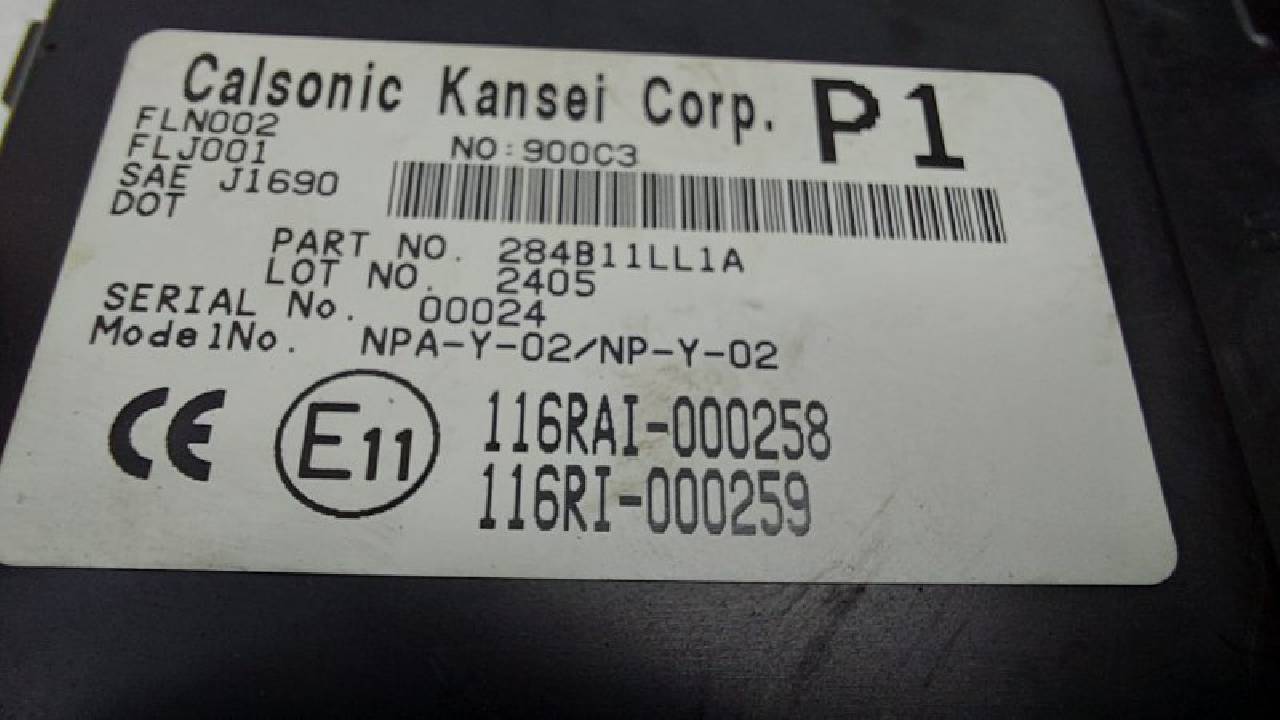 Calsonic Kansei Corp. P1
FLN002
FLJ001 NO:900C3
SAE J1690
DOT
PART NO. 284B11LL1A
LOT NO. 2405
SERIAL No. 00024
ModelNo. NPA-Y-02/NP-Y-02
CE E11 116RAI-000258
116RI-000259